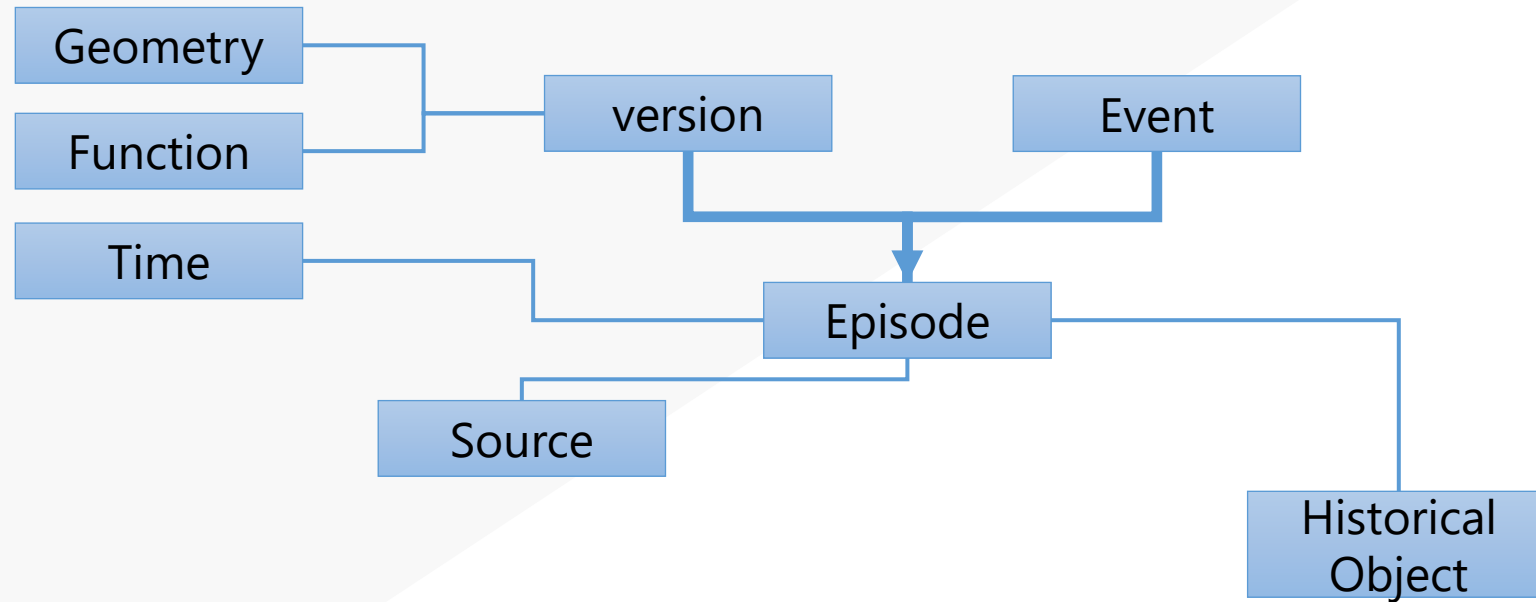 Geometry
Function
Time
version
Event
Episode
Source
Historical
Object